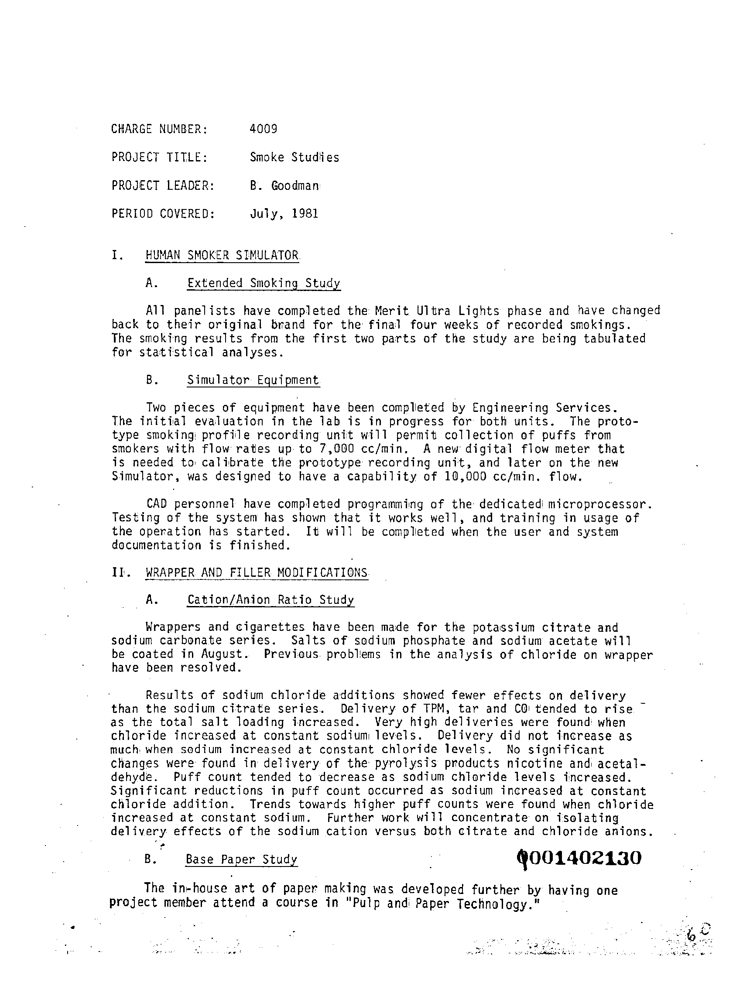 CHARGE NUMBER: 4009
PROJECT TITLE: Smoke Studies
PROJECT LEADER: B. Goodman
PERIOD COVERED: July, 1981
I. HUMAN SMOKER SIMULATOR
A. Extended Smoking Study
All panelists have completed the Merit Ultra Lights phase and have changed
back to their original brand for the final four weeks of recorded smokings.
The smoking results from the first two parts of the study are being tabulated
for statistical analyses.
B. Simulator Equipment
Two pieces of equipment have been completed by Engineering Services.
The initial evaluation in the lab is in progress for both units. The proto-
type smoking profile recording unit will permit collection of puffs from
smokers with flow rates up to 7,000 cc/min. A new digital flow meter that
is needed to calibrate the prototype recording unit, and later on the new
Simulator, was designed to have a capability of 10,000 cc/min. flow.
CAD personnel have completed programming of the dedicated microprocessor.
Testing of the system has shown that it works well, and training in usage of
the operation has started. It will be completed when the user and system
documentation is finished.
II. WRAPPER AND FILLER MODIFICATIONS
A. Cation/Anion Ratio Study
Wrappers and cigarettes have been made for the potassium citrate and
sodium carbonate series. Salts of sodium phosphate and sodium acetate will
be coated in August. Previous problems in the analysis of chloride on wrapper
have been resolved.
Results of sodium chloride additions showed fewer effects on delivery
than the sodium citrate series. Delivery of TPM, tar and CO tended to rise
as the total salt loading increased. Very high deliveries were found when
chloride increased at constant sodium levels. Delivery did not increase as
much when sodium increased at constant chloride levels. No significant
changes were found in delivery of the pyrolysis products nicotine and acetal-
dehyde. Puff count tended to decrease as sodium chloride levels increased.
Significant reductions in puff count occurred as sodium increased at constant
chloride addition. Trends towards higher puff counts were found when chloride
increased at constant sodium. Further work will concentrate on isolating
delivery effects of the sodium cation versus both citrate and chloride anions.
B. Base Paper Study
1001402130
The in-house art of paper making was developed further by having one
project member attend a course in "Pulp and Paper Technology."